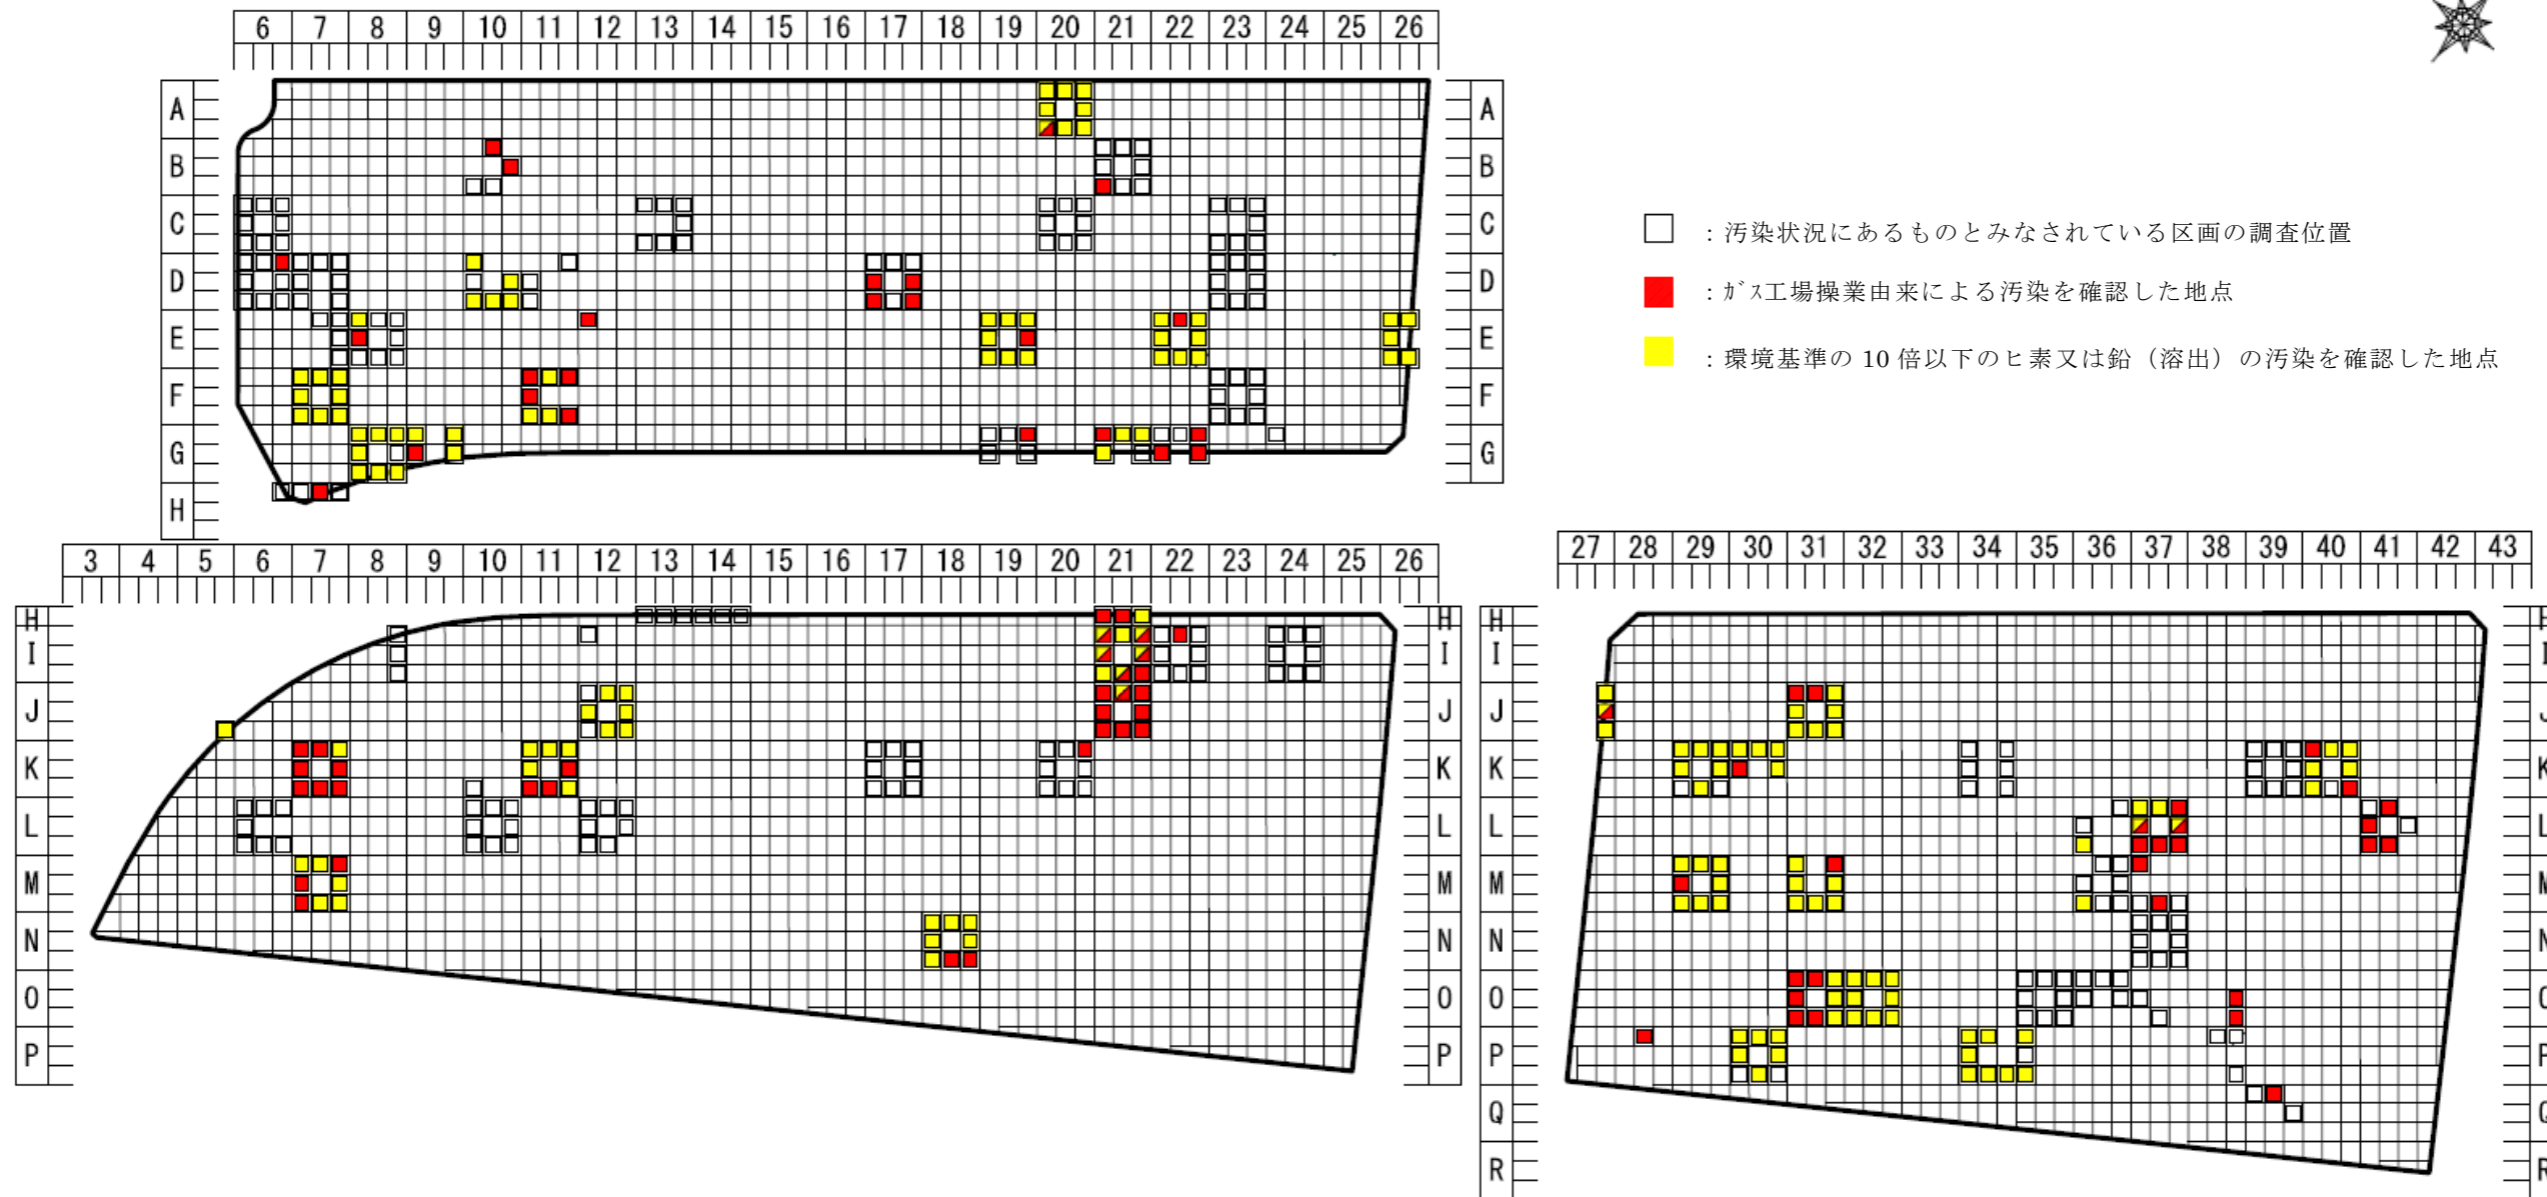 6 7 8 9 10 11 12 13 14 15 16 17 18 19 20 21 22 23 24 25 26
A A
B B
C C
D D
E E
F F
G G
H
□ :汚染状況にあるものとみなされている区画の調査位置
:ガス工場操業由来による汚染を確認した地点
:環境基準の 10 倍以下のヒ素又は鉛(溶出)の汚染を確認した地点
3 4 5 6 7 8 9 10 11 12 13 14 15 16 17 18 19 20 21 22 23 24 25 26
H H
I I
J J
K K
L L
M M
N N
O O
P P
27 28 29 30 31 32 33 34 35 36 37 38 39 40 41 42 43
H H
I I
J J
K K
L L
M M
N N
O O
P P
Q Q
R R